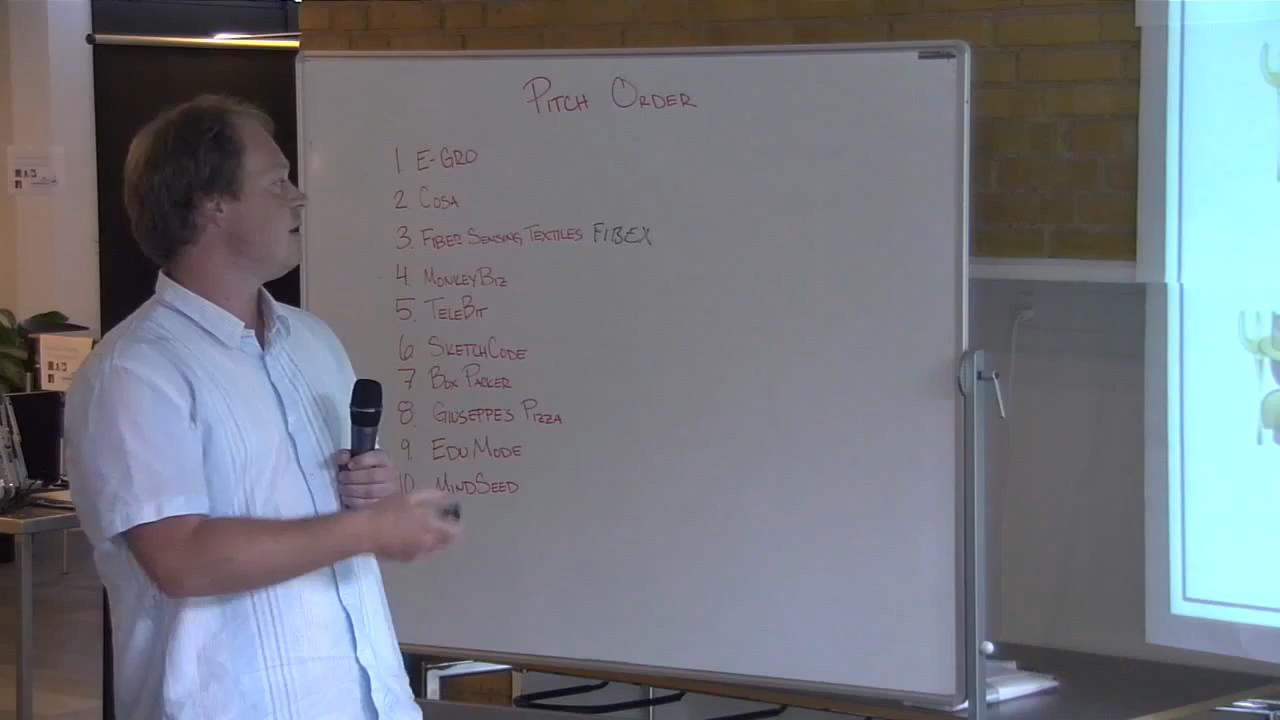 PITCH ORDER
1 E-GRO
2 COSA
3. FIBER SENSING TEXTILES FIBEX
4. MONKEYBIZ
5. TELEBIT
6 SKETCHCODE
7 BOX PACKER
8. GIUSEPPE'S PIZZA
9. EDUMODE
10 MINDSEED